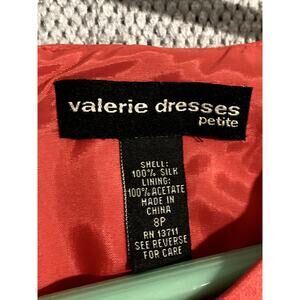 valerie dresses
petite
SHELL:
100% SILK
LINING:
100% ACETATE
MADE IN
CHINA
8P
RN 13711
SEE REVERSE
FOR CARE